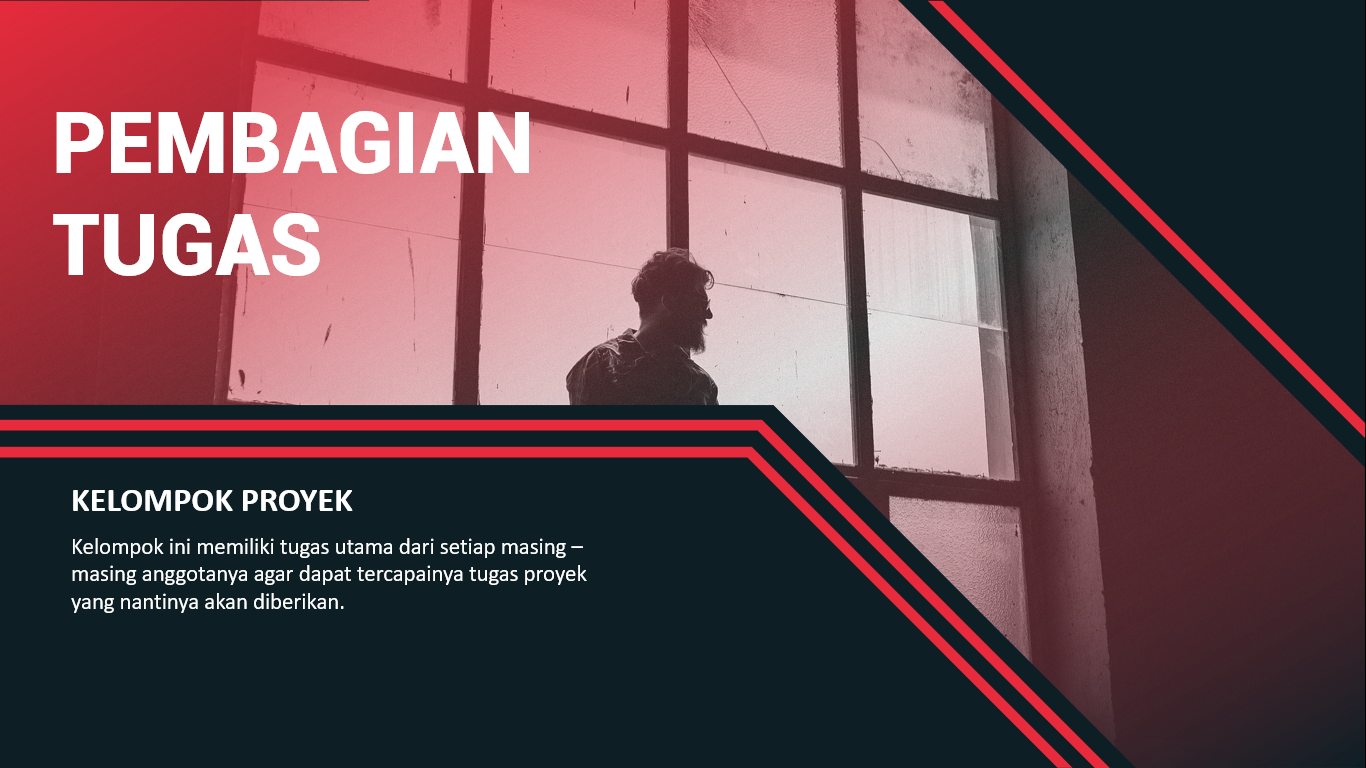 PEMBAGIAN
TUGAS
KELOMPOK PROYEK
Kelompok ini memiliki tugas utama dari setiap masing –
masing anggotanya agar dapat tercapainya tugas proyek
yang nantinya akan diberikan.